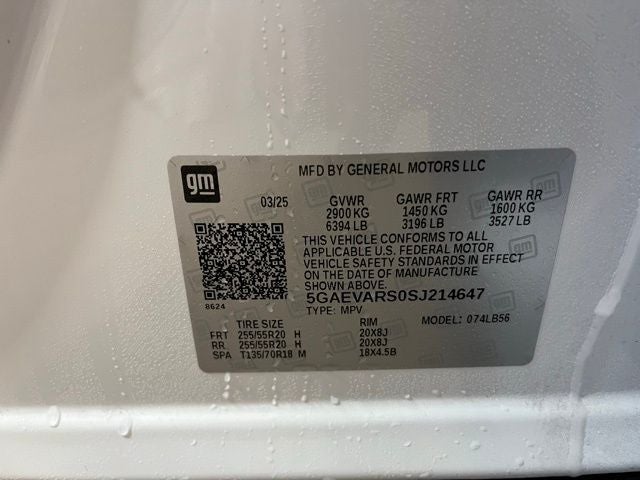 gm
MFD BY GENERAL MOTORS LLC
03/25 GVWR GAWR FRT GAWR RR
2900 KG 1450 KG 1600 KG
6394 LB 3196 LB 3527 LB
THIS VEHICLE CONFORMS TO ALL
APPLICABLE U.S. FEDERAL MOTOR
VEHICLE SAFETY STANDARDS IN EFFECT
ON THE DATE OF MANUFACTURE
SHOWN ABOVE.
5GAEVARS0SJ214647
8624
TYPE: MPV MODEL: 074LB56
TIRE SIZE RIM
FRT 255/55R20 H 20X8J
RR 255/55R20 H 20X8J
SPA T135/70R18 M 18X4.5B